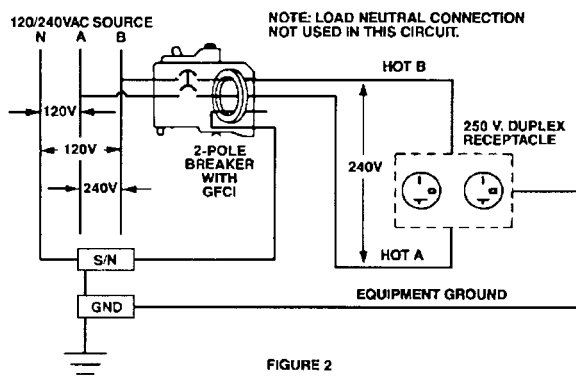 120/240VAC SOURCE
N A B
NOTE: LOAD NEUTRAL CONNECTION
NOT USED IN THIS CIRCUIT.
HOT B
120V
120V
240V
2-POLE
BREAKER
WITH
GFCI
240V
250 V. DUPLEX
RECEPTACLE
S/N
HOT A
GND
EQUIPMENT GROUND
FIGURE 2